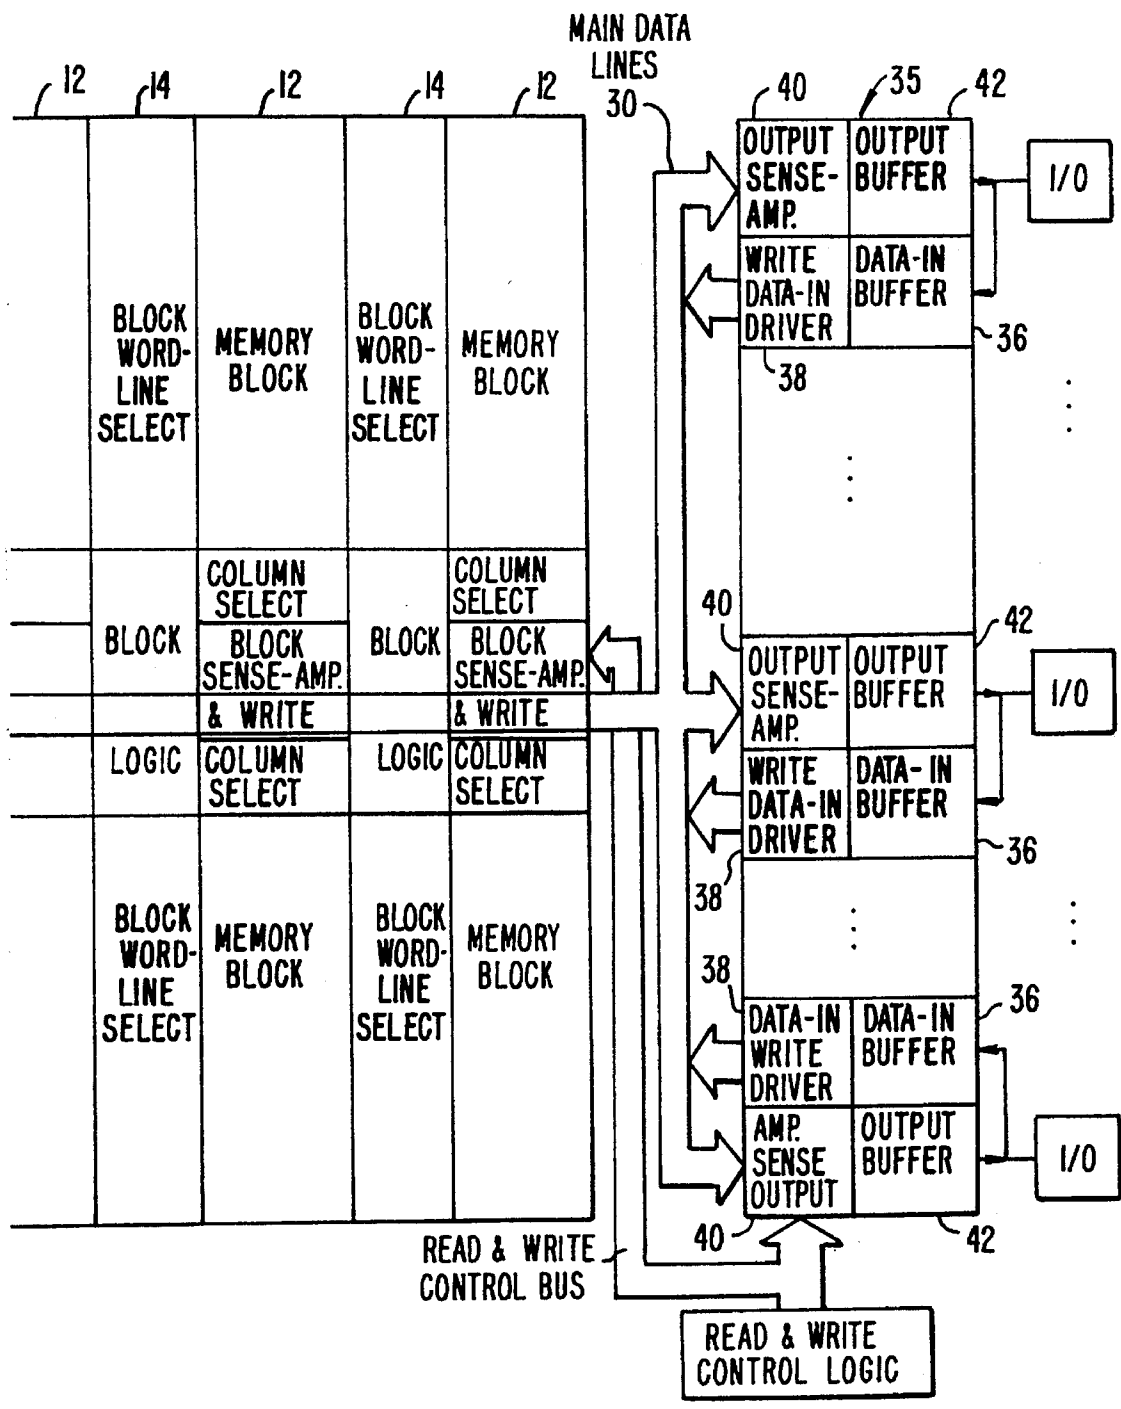 MAIN DATA
LINES
12
14
12
14
12
30
40
35
42
OUTPUT
SENSE-
AMP.
OUTPUT
BUFFER
I/O
WRITE
DATA-IN
DRIVER
DATA-IN
BUFFER
36
38
BLOCK
WORD-
LINE
SELECT
MEMORY
BLOCK
BLOCK
WORD-
LINE
SELECT
MEMORY
BLOCK
COLUMN
SELECT
COLUMN
SELECT
BLOCK
BLOCK
SENSE-AMP.
& WRITE
BLOCK
BLOCK
SENSE-AMP.
& WRITE
LOGIC
COLUMN
SELECT
LOGIC
COLUMN
SELECT
40
42
OUTPUT
SENSE-
AMP.
OUTPUT
BUFFER
I/O
WRITE
DATA-IN
DRIVER
DATA-IN
BUFFER
36
38
BLOCK
WORD-
LINE
SELECT
MEMORY
BLOCK
BLOCK
WORD-
LINE
SELECT
MEMORY
BLOCK
38
36
DATA-IN
WRITE
DRIVER
DATA-IN
BUFFER
AMP.
SENSE
OUTPUT
OUTPUT
BUFFER
I/O
40
42
READ & WRITE
CONTROL BUS
READ & WRITE
CONTROL LOGIC